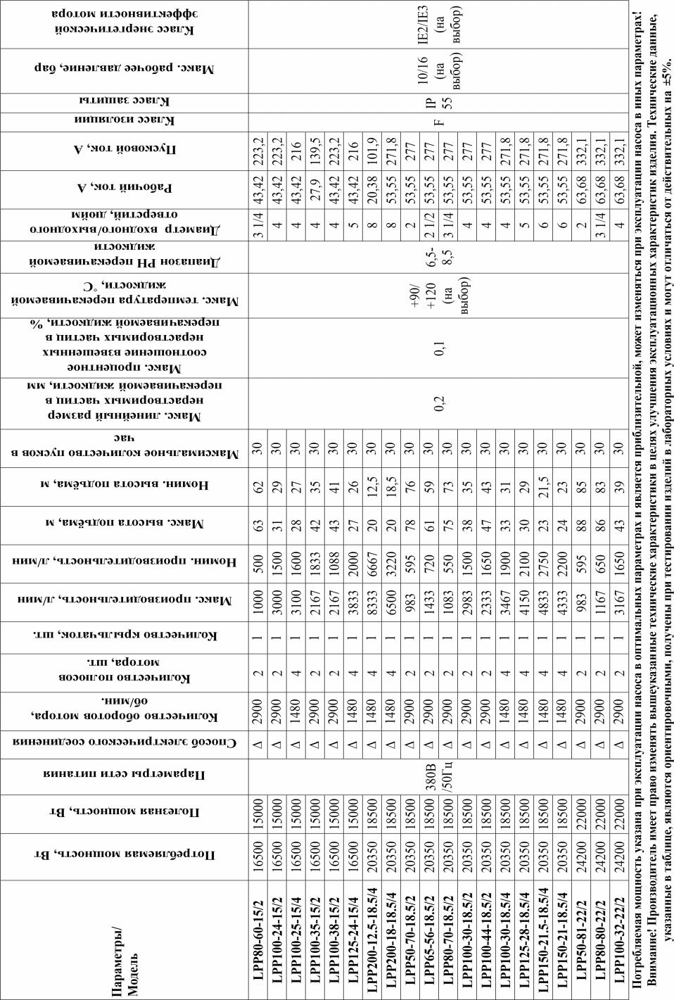 Параметры/
Модель
Потребляемая мощность, Вт
Полезная мощность, Вт
Параметры сети питания
Способ электрического соединения
Количество оборотов мотора,
об/мин.
Количество полюсов
мотора, шт.
Количество крыльчаток, шт.
Макс. производительность, л/мин
Номин. производительность, л/мин
Макс. высота подъёма, м
Номин. высота подъёма, м
Максимальное количество пусков в
час
Макс. линейный размер
нерастворимых частиц в
перекачиваемой жидкости, мм
Макс. процентное
соотношение взвешенных
нерастворимых частиц в
перекачиваемой жидкости, %
Макс. температура перекачиваемой
жидкости, °С
Диапазон РН перекачиваемой
жидкости
Диаметр входного/выходного
отверстий, дюйм
Рабочий ток, А
Пусковой ток, А
Класс изоляции
Класс защиты
Макс. рабочее давление, бар
Класс энергетической
эффективности мотора
LPP80-60-15/2 16500 15000 Δ 2900 2 1 1000 500 63 62 30 3 1/4 43,42 223,2
LPP100-24-15/2 16500 15000 Δ 2900 2 1 3000 1500 31 29 30 4 43,42 223,2
LPP100-25-15/4 16500 15000 Δ 1480 4 1 3100 1600 28 27 30 4 43,42 216
LPP100-35-15/2 16500 15000 Δ 2900 2 1 2167 1833 42 35 30 4 27,9 139,5
LPP100-38-15/2 16500 15000 Δ 2900 2 1 2167 1088 43 41 30 4 43,42 223,2
LPP125-24-15/4 16500 15000 Δ 1480 4 1 3833 2000 27 26 30 5 43,42 216
LPP200-12.5-18.5/4 20350 18500 Δ 1480 4 1 8333 6667 20 12,5 30 8 20,38 101,9
LPP200-18-18.5/4 20350 18500 Δ 1480 4 1 6500 3220 20 18,5 30 8 53,55 271,8
LPP50-70-18.5/2 20350 18500 Δ 2900 2 1 983 595 78 76 30 2 53,55 277
LPP65-56-18.5/2 20350 18500 Δ 2900 2 1 1433 720 61 59 30 2 1/2 53,55 277
LPP80-70-18.5/2 20350 18500 Δ 2900 2 1 1083 550 75 73 30 3 1/4 53,55 277
LPP100-30-18.5/2 20350 18500 Δ 2900 2 1 2983 1500 38 35 30 4 53,55 277
LPP100-44-18.5/2 20350 18500 Δ 2900 2 1 2333 1650 47 43 30 4 53,55 277
LPP100-30-18.5/4 20350 18500 Δ 1480 4 1 3467 1900 33 31 30 4 53,55 271,8
LPP125-28-18.5/4 20350 18500 Δ 1480 4 1 4150 2100 30 29 30 5 53,55 271,8
LPP150-21.5-18.5/4 20350 18500 Δ 1480 4 1 4833 2750 23 21,5 30 6 53,55 271,8
LPP150-21-18.5/4 20350 18500 Δ 1480 4 1 4333 2200 24 23 30 6 53,55 271,8
LPP50-81-22/2 24200 22000 Δ 2900 2 1 983 595 88 85 30 2 63,68 332,1
LPP80-80-22/2 24200 22000 Δ 2900 2 1 1167 650 86 83 30 3 1/4 63,68 332,1
LPP100-32-22/2 24200 22000 Δ 2900 2 1 3167 1650 43 39 30 4 63,68 332,1
380В
/50Гц
0,2
0,1
+90/
+120
(на
выбор)
6,5-
8,5
F
IP
55
10/16
(на
выбор)
IE2/IE3
(на
выбор)
Потребляемая мощность указана при эксплуатации насоса в оптимальных параметрах и является приблизительной, может изменяться при эксплуатации насоса в иных параметрах!
Внимание! Производитель имеет право изменять вышеуказанные технические характеристики в целях улучшения эксплуатационных характеристик изделия. Технические данные,
указанные в таблице, являются ориентировочными, получены при тестировании изделий в лабораторных условиях и могут отличаться от действительных на ±5%.